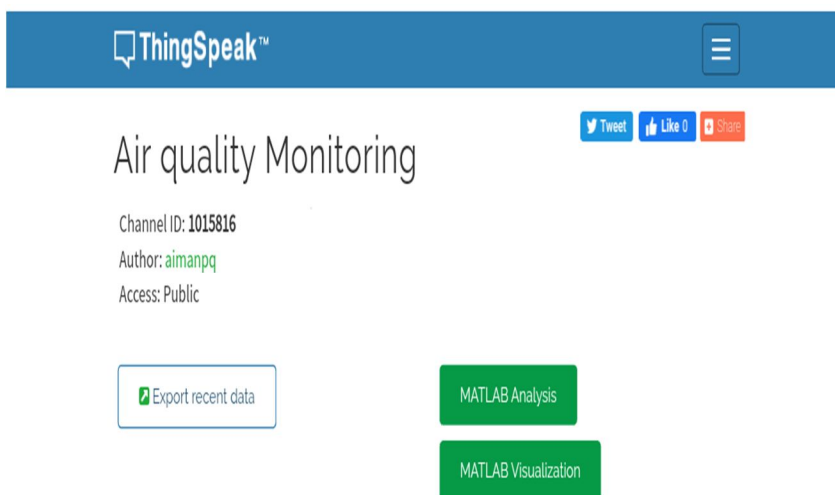 ThingSpeak™
Tweet Like 0 Share
Air quality Monitoring
Channel ID: 1015816
Author: aimanpq
Access: Public
Export recent data
MATLAB Analysis
MATLAB Visualization